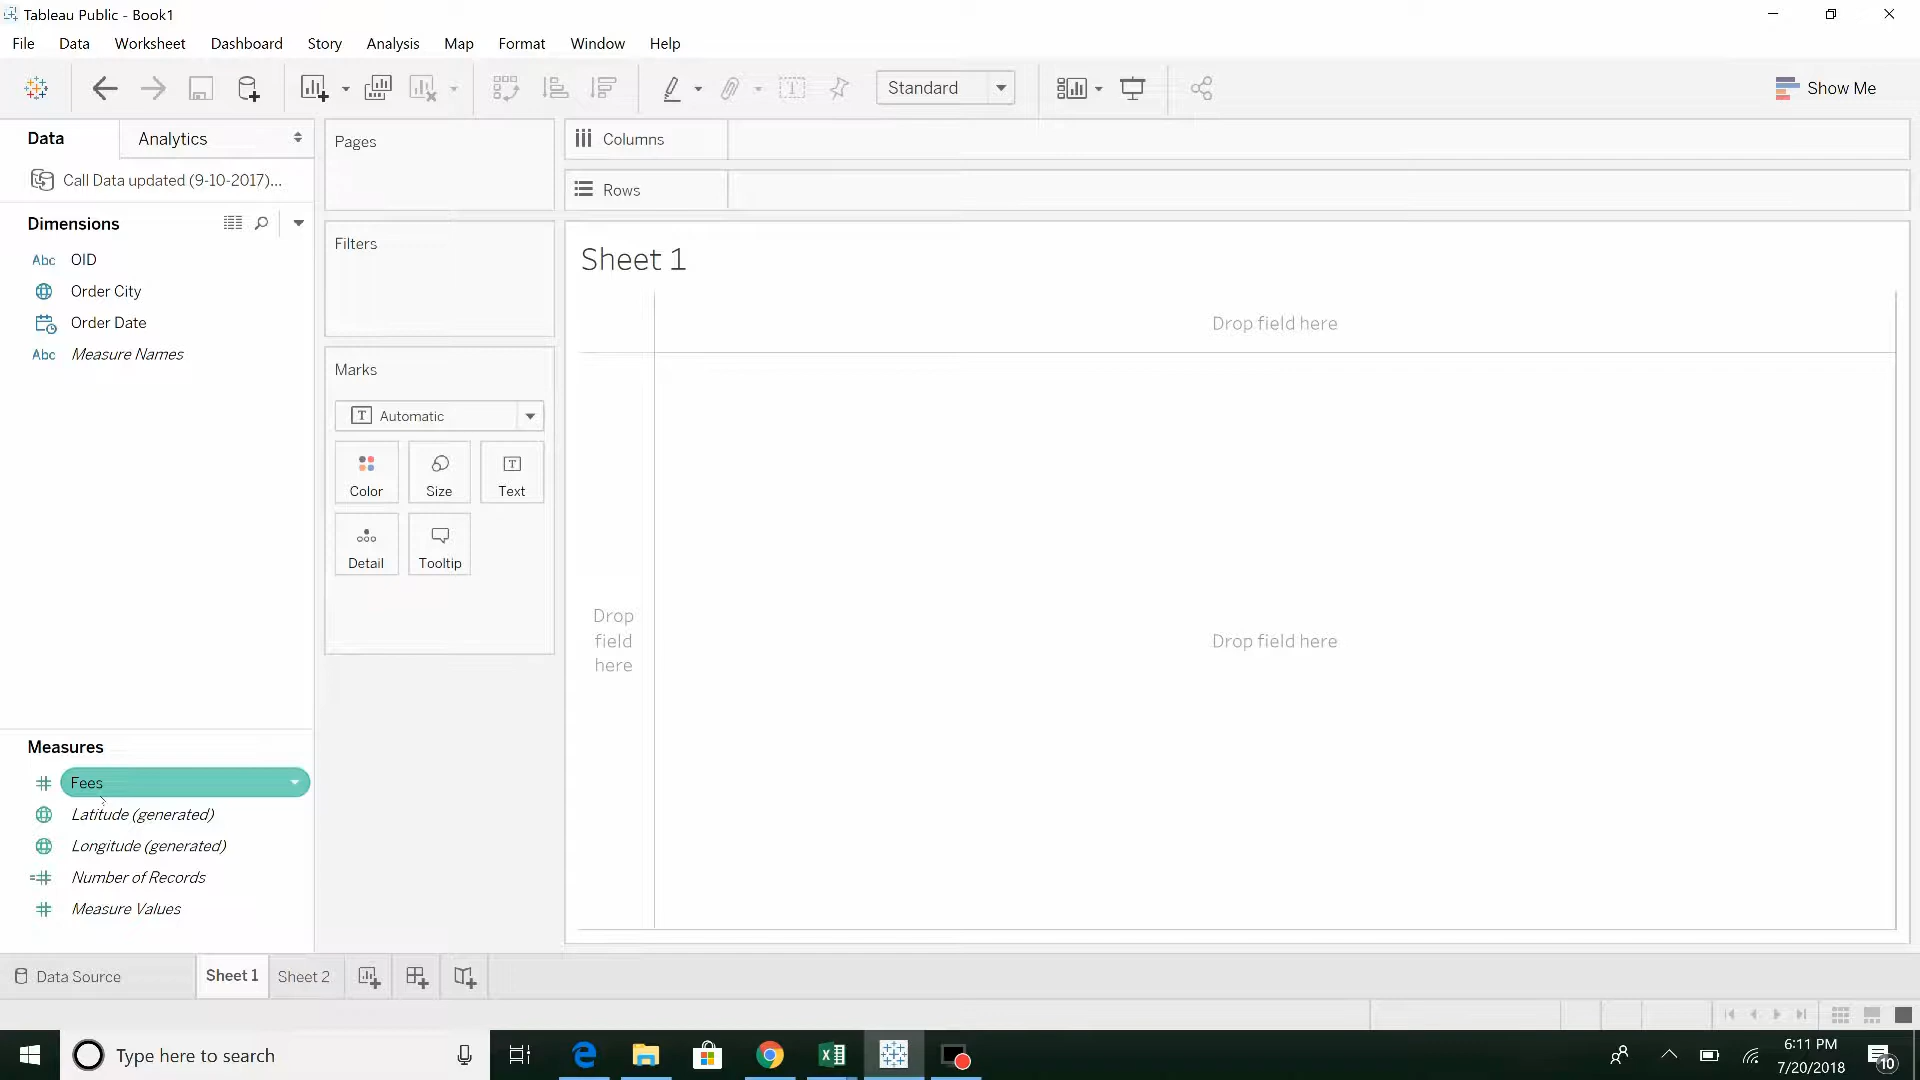 Tableau Public - Book1
File Data Worksheet Dashboard Story Analysis Map Format Window Help
Standard
Show Me
Data
Analytics
Call Data updated (9-10-2017)...
Dimensions
Abc OID
Order City
Order Date
Abc Measure Names
Measures
Fees
Latitude (generated)
Longitude (generated)
Number of Records
Measure Values
Pages
Filters
Marks
T Automatic
Color
Size
T Text
Detail
Tooltip
Columns
Rows
Sheet 1
Drop field here
Drop
field
here
Drop field here
Data Source
Sheet 1
Sheet 2
Type here to search
6:11 PM
7/20/2018
10